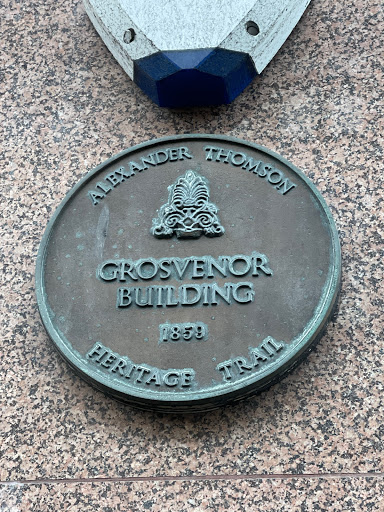 ALEXANDER THOMSON
GROSVENOR
BUILDING
1859
HERITAGE TRAIL